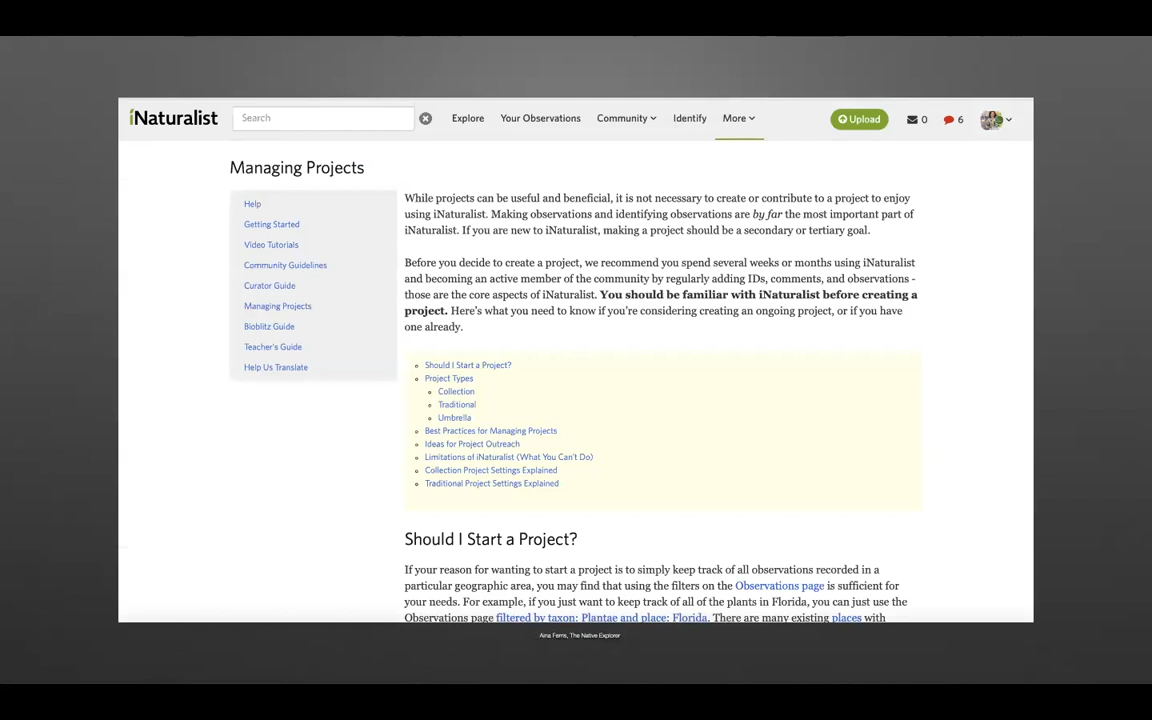 iNaturalist
Search
Explore
Your Observations
Community
Identify
More
Upload
0
6
Managing Projects
Help
Getting Started
Video Tutorials
Community Guidelines
Curator Guide
Managing Projects
Bioblitz Guide
Teacher's Guide
Help Us Translate
While projects can be useful and beneficial, it is not necessary to create or contribute to a project to enjoy
using iNaturalist. Making observations and identifying observations are by far the most important part of
iNaturalist. If you are new to iNaturalist, making a project should be a secondary or tertiary goal.
Before you decide to create a project, we recommend you spend several weeks or months using iNaturalist
and becoming an active member of the community by regularly adding IDs, comments, and observations -
those are the core aspects of iNaturalist. You should be familiar with iNaturalist before creating a
project. Here's what you need to know if you're considering creating an ongoing project, or if you have
one already.
Should I Start a Project?
Project Types
Collection
Traditional
Umbrella
Best Practices for Managing Projects
Ideas for Project Outreach
Limitations of iNaturalist (What You Can't Do)
Collection Project Settings Explained
Traditional Project Settings Explained
Should I Start a Project?
If your reason for wanting to start a project is to simply keep track of all observations recorded in a
particular geographic area, you may find that using the filters on the Observations page is sufficient for
your needs. For example, if you just want to keep track of all of the plants in Florida, you can just use the
Observations page filtered by taxon: Plantae and place: Florida. There are many existing places with
The Native Explorer